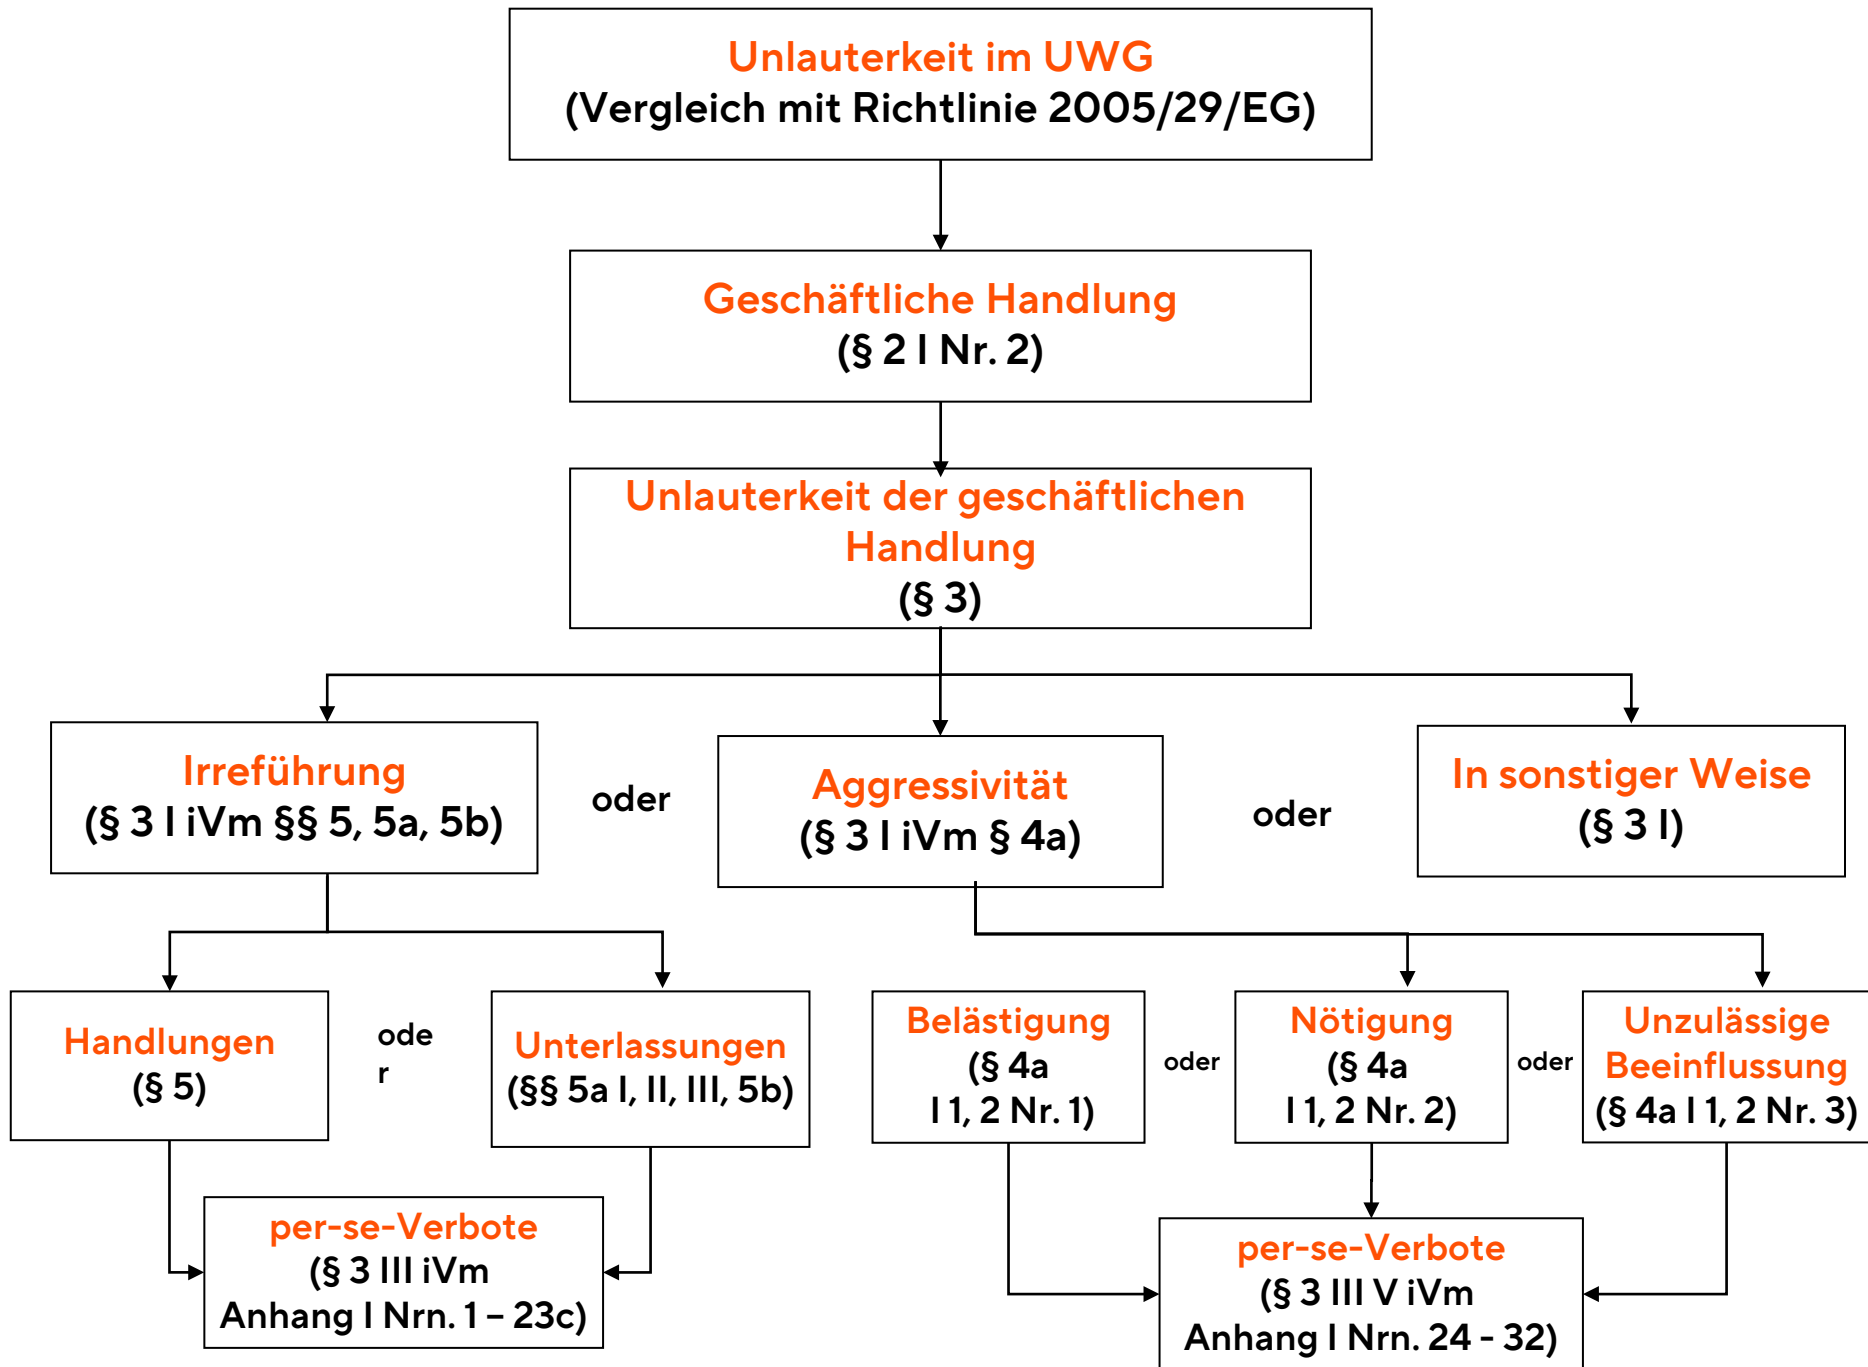 Unlauterkeit im UWG
(Vergleich mit Richtlinie 2005/29/EG)
Geschäftliche Handlung
(§ 2 I Nr. 2)
Unlauterkeit der geschäftlichen
Handlung
(§ 3)
Irreführung
(§ 3 I iVm §§ 5, 5a, 5b)
oder
Aggressivität
(§ 3 I iVm § 4a)
oder
In sonstiger Weise
(§ 3 I)
Handlungen
(§ 5)
ode
r
Unterlassungen
(§§ 5a I, II, III, 5b)
Belästigung
(§ 4a
I 1, 2 Nr. 1)
oder
Nötigung
(§ 4a
I 1, 2 Nr. 2)
oder
Unzulässige
Beeinflussung
(§ 4a I 1, 2 Nr. 3)
per-se-Verbote
(§ 3 III iVm
Anhang I Nrn. 1 – 23c)
per-se-Verbote
(§ 3 III V iVm
Anhang I Nrn. 24 - 32)